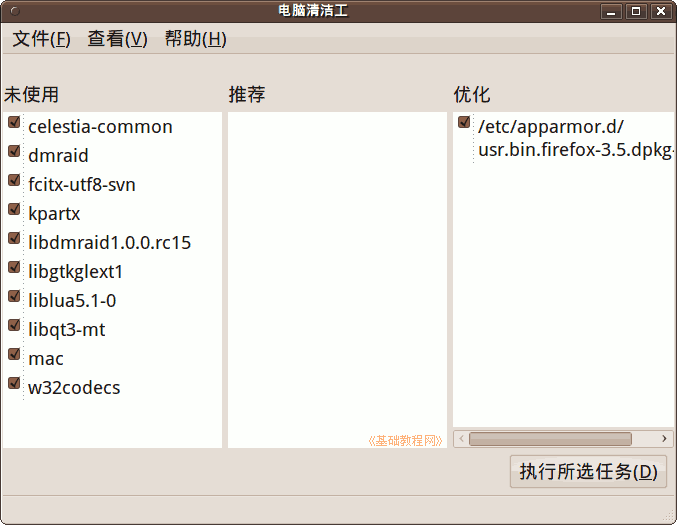 电脑清洁工
文件(F) 查看(V) 帮助(H)
未使用
celestia-common
dmraid
fcitx-utf8-svn
kpartx
libdmraid1.0.0.rc15
libgtkglext1
liblua5.1-0
libqt3-mt
mac
w32codecs
推荐
《基础教程网》
优化
/etc/apparmor.d/
usr.bin.firefox-3.5.dpkg-
执行所选任务(D)